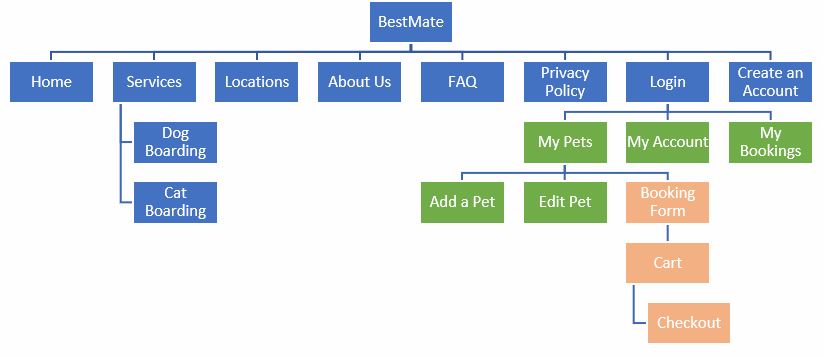 BestMate
Home
Services
Locations
About Us
FAQ
Privacy
Policy
Login
Create an
Account
Dog
Boarding
My Pets
My Account
My
Bookings
Cat
Boarding
Add a Pet
Edit Pet
Booking
Form
Cart
Checkout